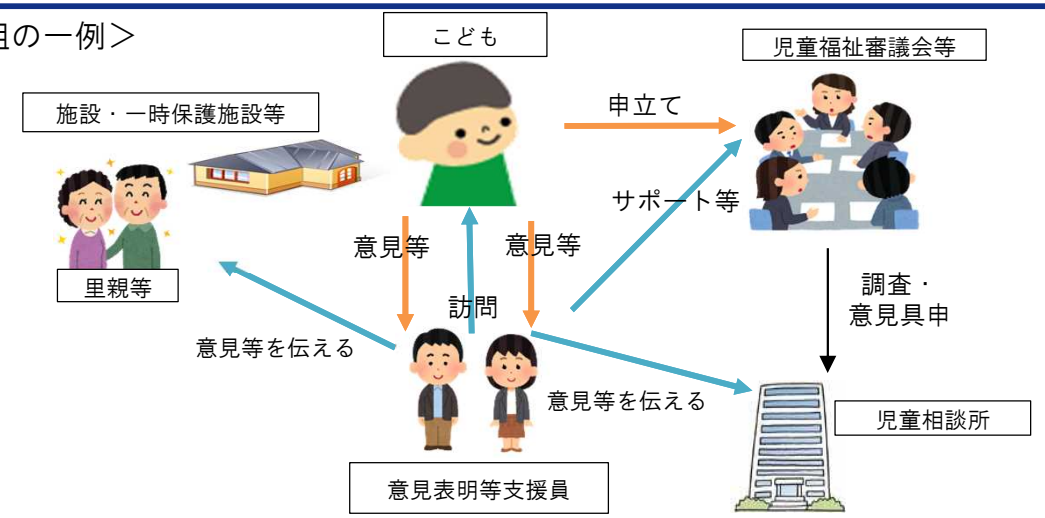 組の一例＞
こども
児童福祉審議会等
施設・一時保護施設等
申立て
サポート等
意見等
意見等
里親等
訪問
調査・
意見具申
意見等を伝える
意見等を伝える
児童相談所
意見表明等支援員